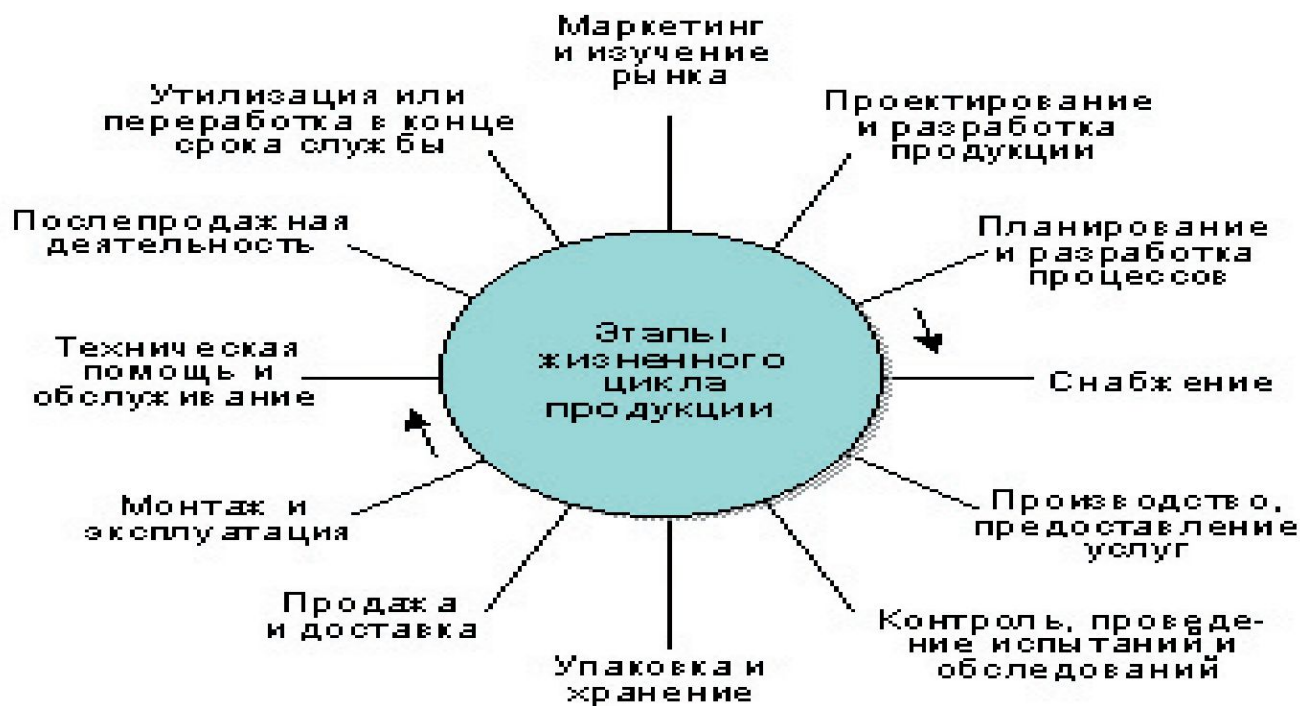 Маркетинг
и изучение
рынка
Проектирование
и разработка
продукции
Планирование
и разработка
процессов
Снабжение
Производство,
предоставление
услуг
Контроль, проведе-
ние испытаний и
обследований
Упаковка и
хранение
Продажа
и доставка
Монтаж и
эксплуатация
Техническая
помощь и
обслуживание
Послепродажная
деятельность
Утилизация или
переработка в конце
срока службы
Этапы
жизненного
цикла
продукции